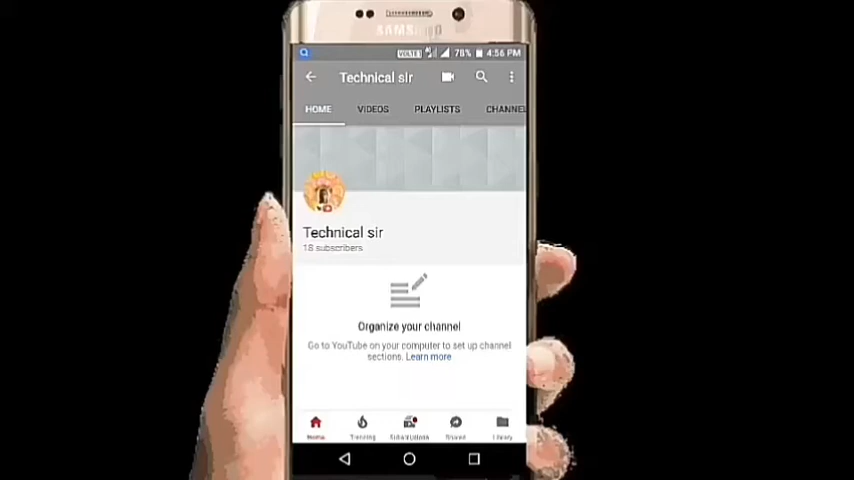 SAMSUNG
VOLTE 78% 4:56 PM
Technical sir
HOME VIDEOS PLAYLISTS CHANNEL
Technical sir
18 subscribers
Organize your channel
Go to YouTube on your computer to set up channel
sections. Learn more
Home Trending Subscriptions Shared Library